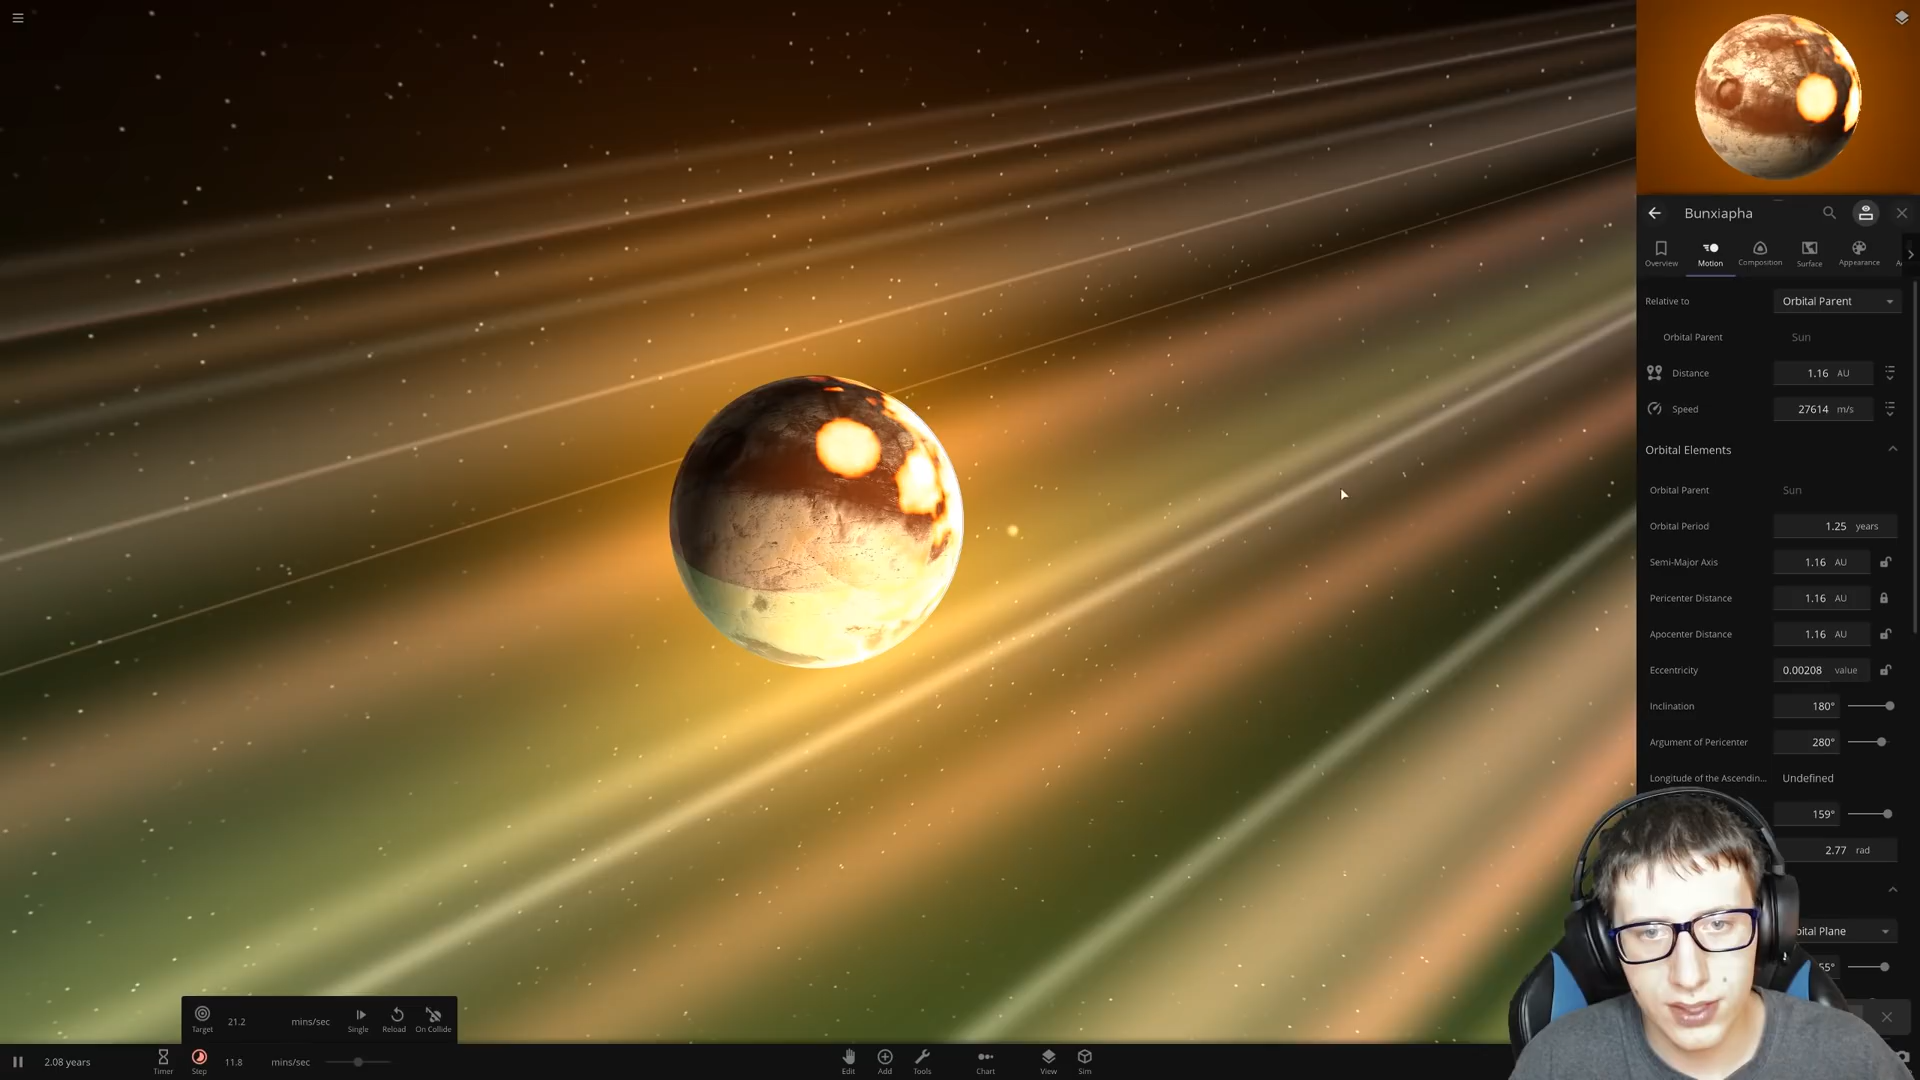 Bunxiapha
Overview
Motion
Composition
Surface
Appearance
Relative to
Orbital Parent
Orbital Parent
Sun
Distance
1.16 AU
Speed
27614 m/s
Orbital Elements
Orbital Parent
Sun
Orbital Period
1.25 years
Semi-Major Axis
1.16 AU
Pericenter Distance
1.16 AU
Apocenter Distance
1.16 AU
Eccentricity
0.00208 value
Inclination
180°
Argument of Pericenter
280°
Longitude of the Ascendin...
Undefined
159°
2.77 rad
Plane
Target
21.2
mins/sec
Single
Reload
On Collide
2.08 years
Timer
Step
11.8
mins/sec
Edit
Add
Tools
Chart
View
Sim